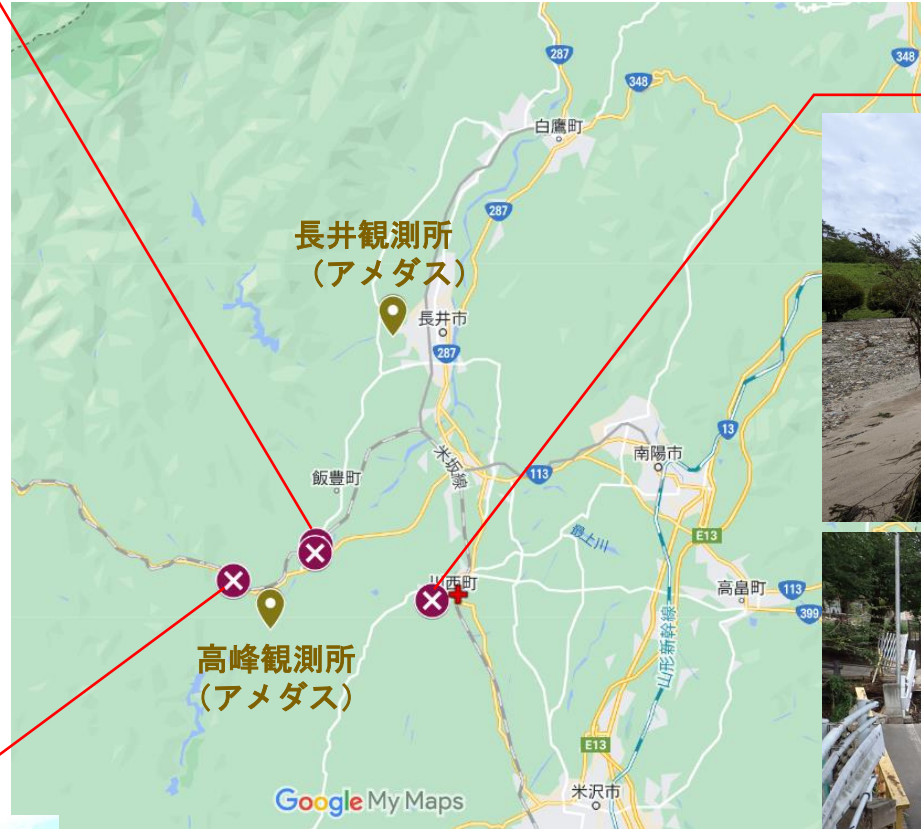 287
348
348
白鷹町
287
長井観測所
（アメダス）
長井市
287
13
南陽市
米坂線
113
飯豊町
最上川
E13
川西町
高畠町
113
399
高峰観測所
（アメダス）
山形新幹線
E13
米沢市
Google My Maps